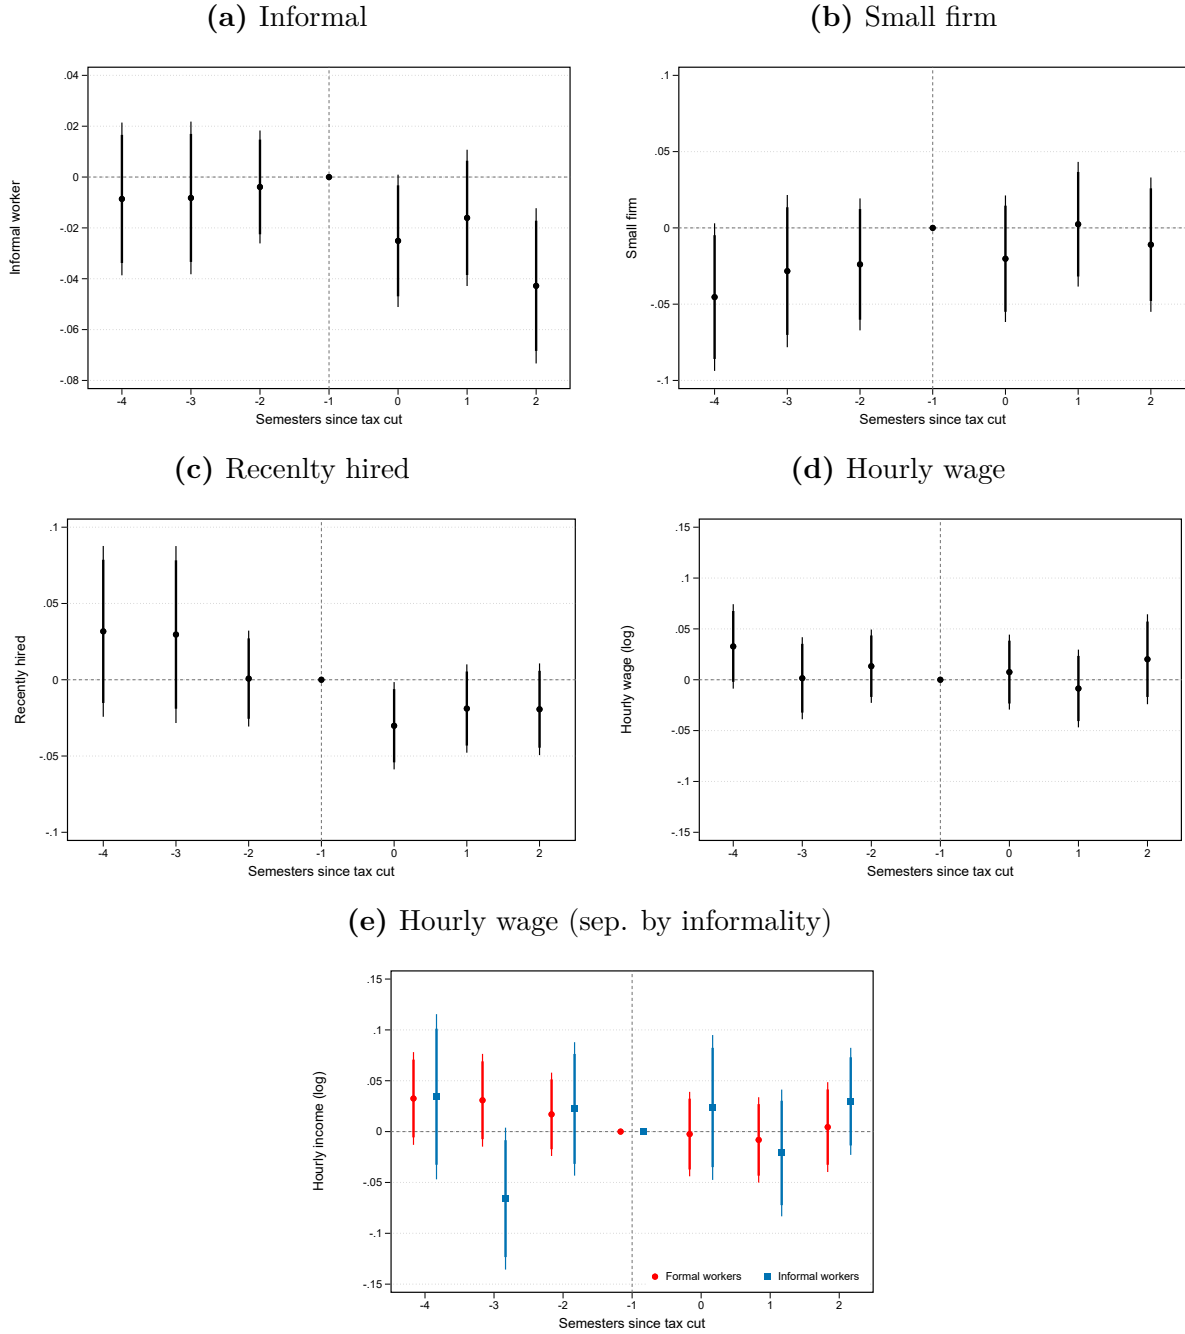 (a) Informal
(b) Small firm
Informal worker
.04
.02
0
-.02
-.04
-.06
-.08
-4 -3 -2 -1 0 1 2
Semesters since tax cut
Small firm
.1
.05
0
-.05
-.1
-4 -3 -2 -1 0 1 2
Semesters since tax cut
(c) Recenlty hired
(d) Hourly wage
Recently hired
.1
.05
0
-.05
-.1
-4 -3 -2 -1 0 1 2
Semesters since tax cut
Hourly wage (log)
.15
.1
.05
0
-.05
-.1
-.15
-4 -3 -2 -1 0 1 2
Semesters since tax cut
(e) Hourly wage (sep. by informality)
Hourly income (log)
.15
.1
.05
0
-.05
-.1
-.15
Formal workers Informal workers
-4 -3 -2 -1 0 1 2
Semesters since tax cut